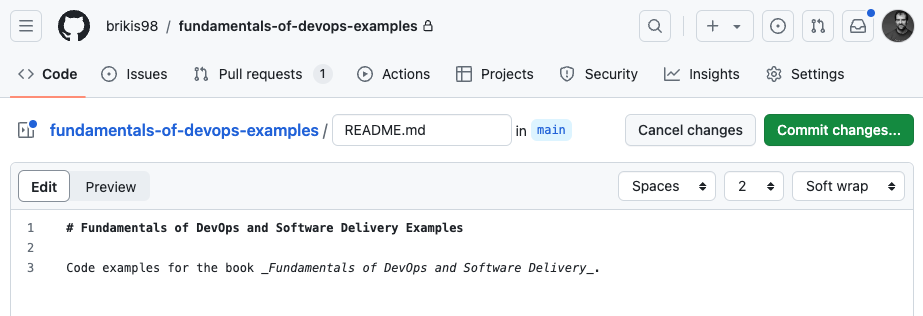 brikis98 / fundamentals-of-devops-examples
Code Issues Pull requests 1 Actions Projects Security Insights Settings
fundamentals-of-devops-examples / README.md in main Cancel changes Commit changes...
Edit Preview Spaces 2 Soft wrap
1 # Fundamentals of DevOps and Software Delivery Examples
2
3 Code examples for the book _Fundamentals of DevOps and Software Delivery_.